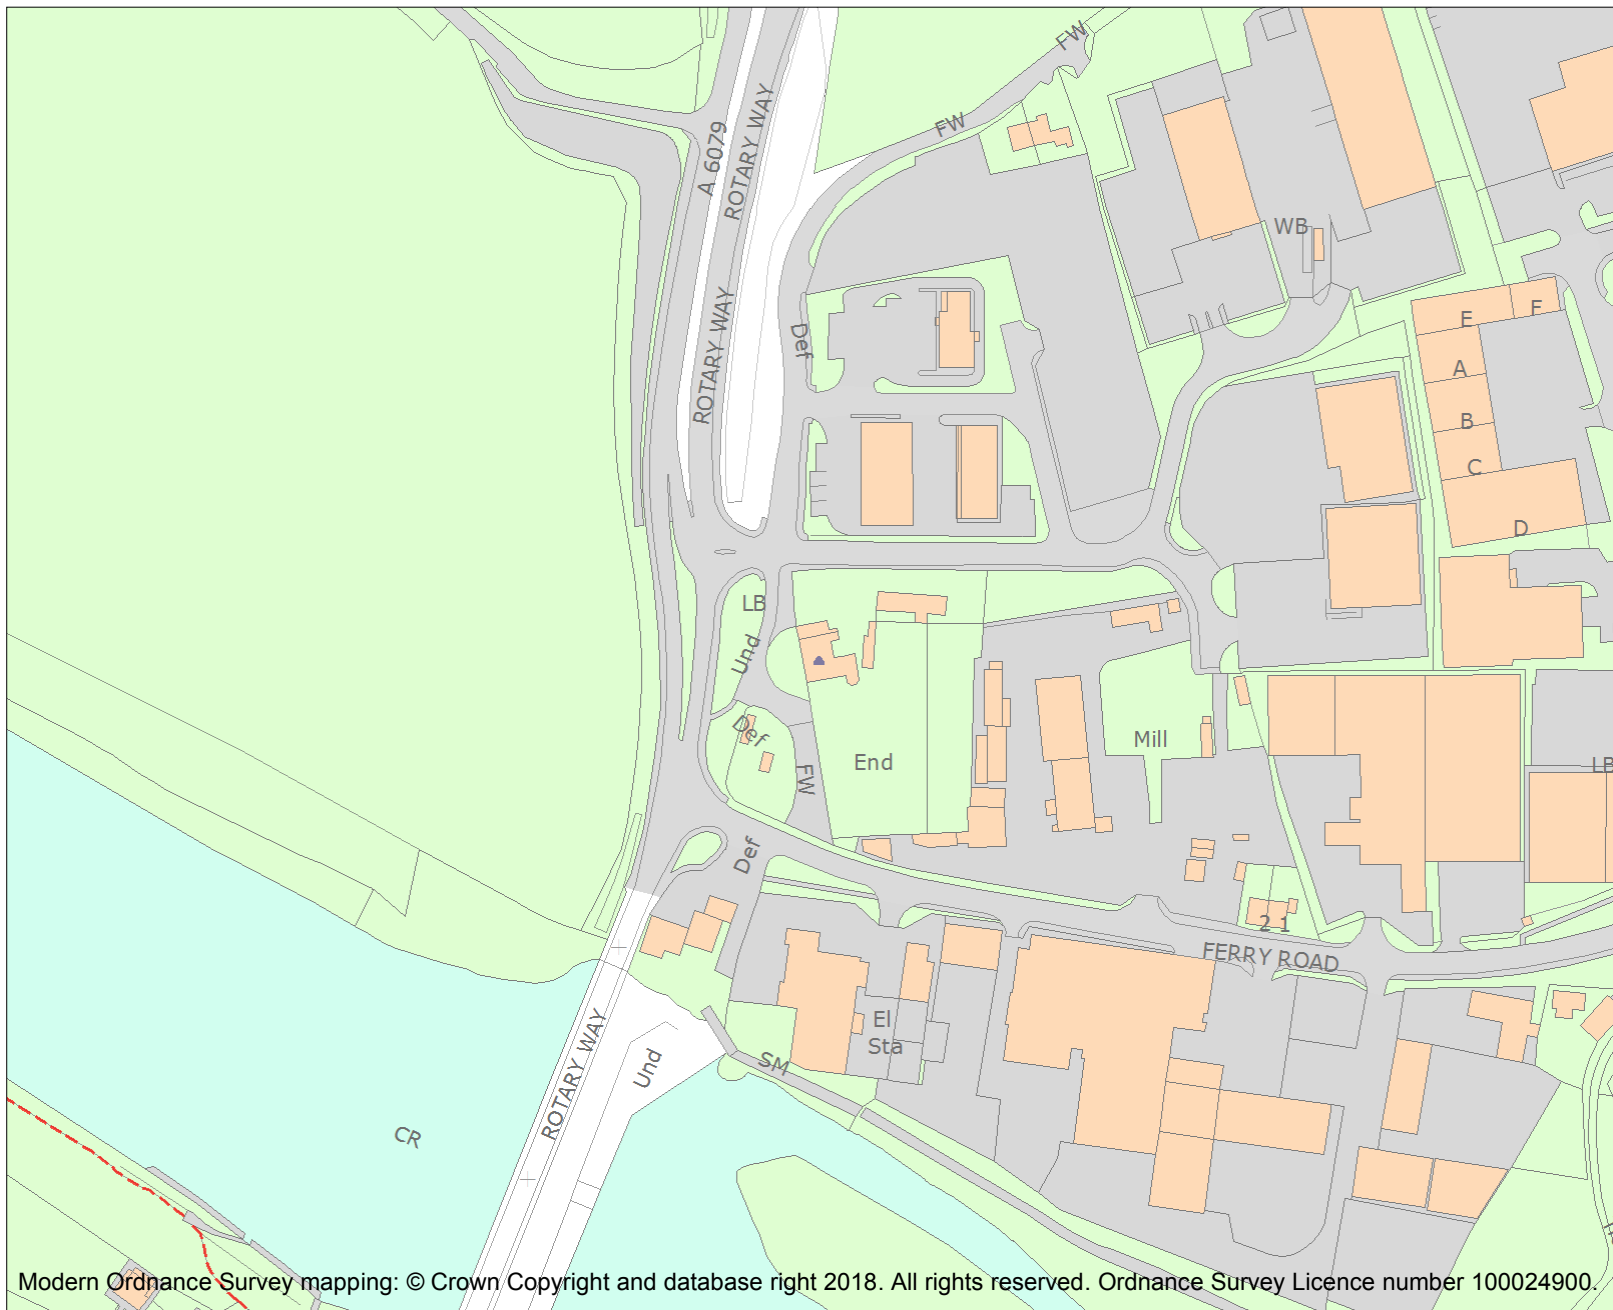 FW
FW
A 6079
ROTARY WAY
WB
ROTARY WAY
Def
E
F
A
B
C
D
LB
Und
Def
End
FW
Mill
LB
Def
2 1
FERRY ROAD
El
Sta
ROTARY WAY
Und
SM
CR
Modern Ordnance Survey mapping: © Crown Copyright and database right 2018. All rights reserved. Ordnance Survey Licence number 100024900.